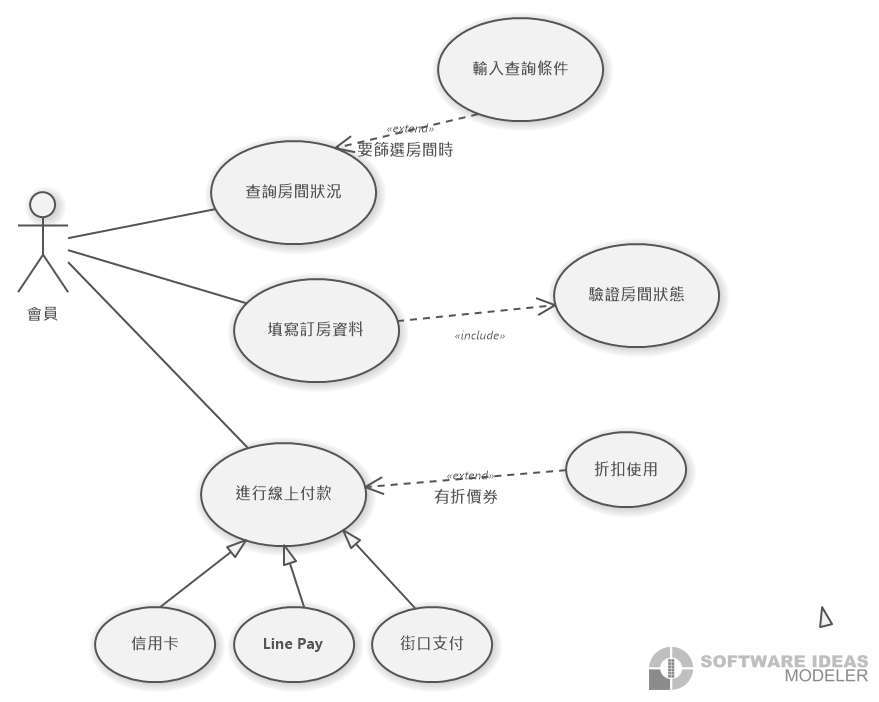 輸入查詢條件
«extend»
要篩選房間時
查詢房間狀況
會員
驗證房間狀態
填寫訂房資料
«include»
折扣使用
«extend»
有折價券
進行線上付款
信用卡
Line Pay
街口支付
SOFTWARE IDEAS
MODELER